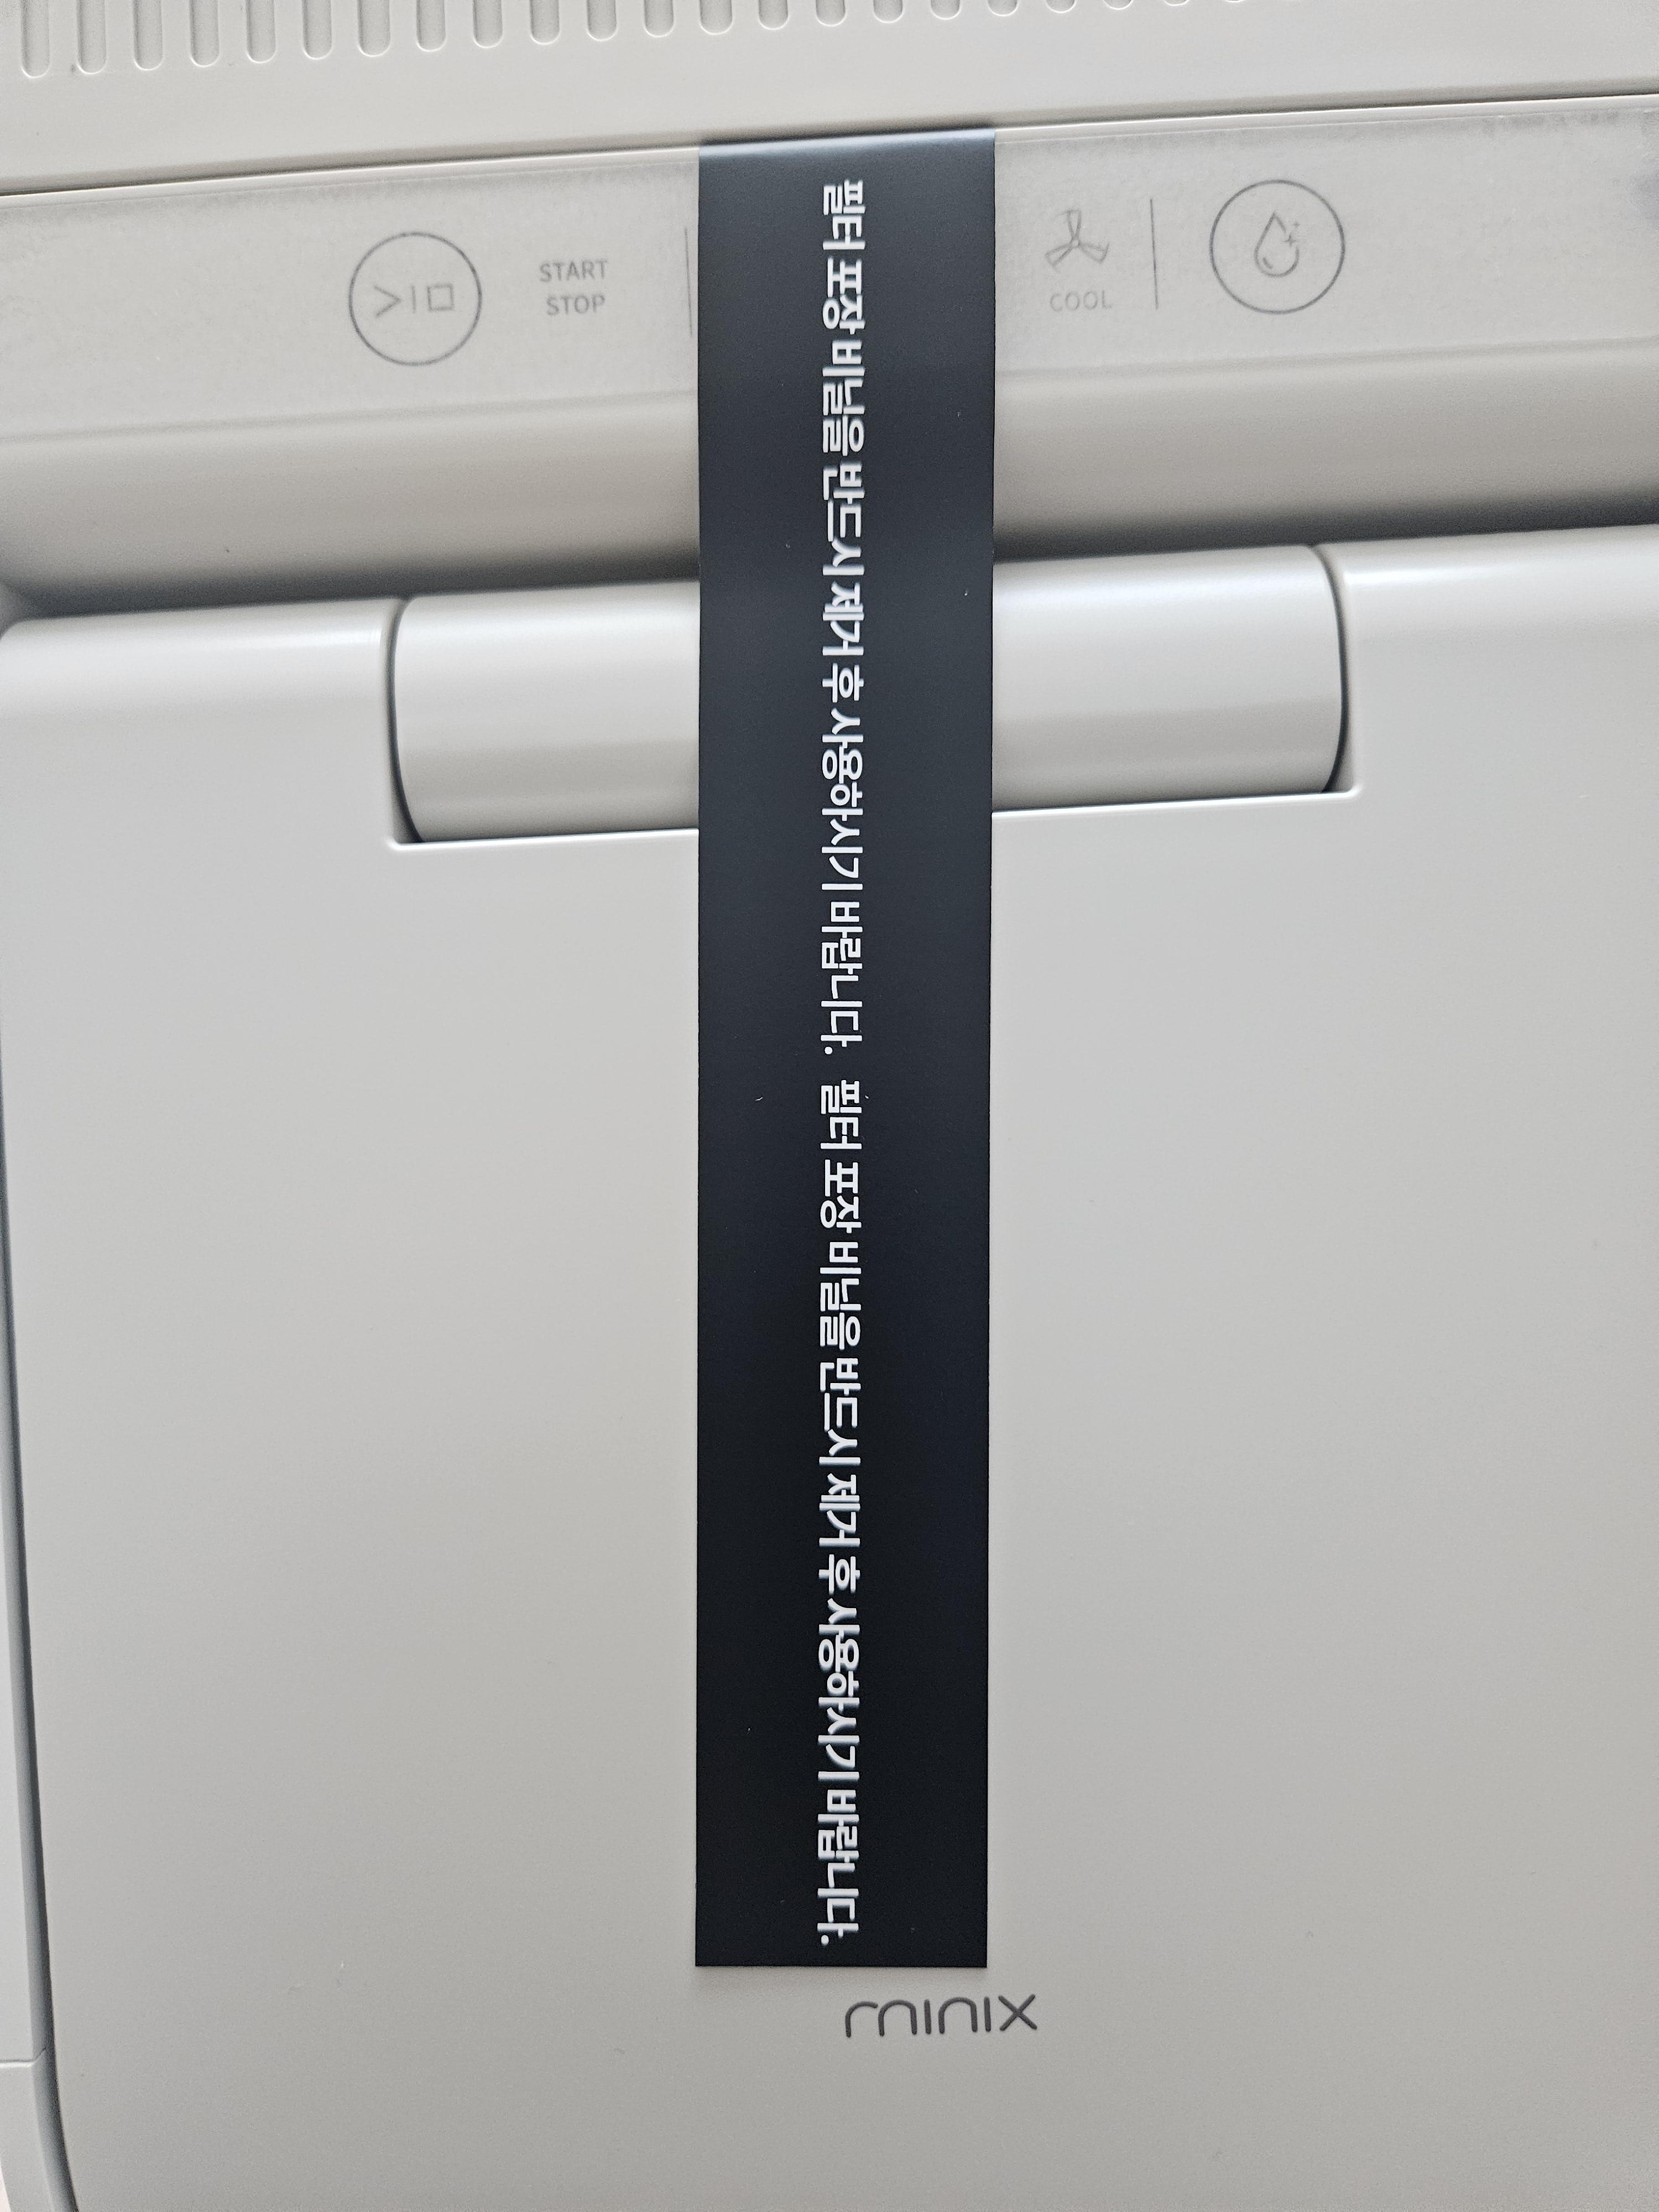 START
STOP
COOL
필터 포장 비닐을 반드시 제거 후 사용하시기 바랍니다. 필터 포장 비닐을 반드시 제거 후 사용하시기 바랍니다.
minix